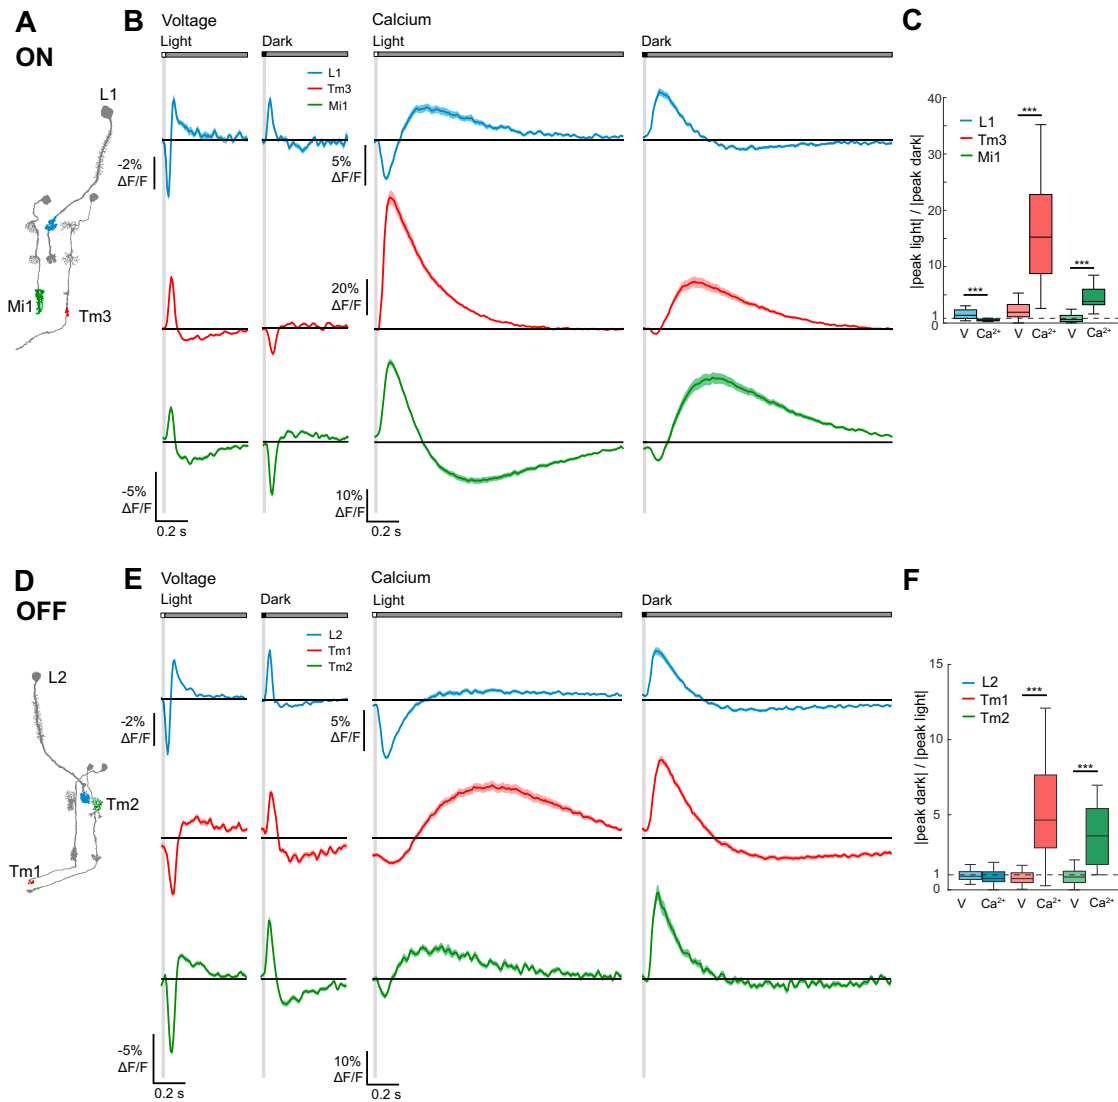 A
ON
L1
Mi1
Tm3
B
Voltage
Calcium
Light
Dark
Light
Dark
L1
Tm3
Mi1
-2%
ΔF/F
5%
ΔF/F
20%
ΔF/F
-5%
ΔF/F
0.2 s
10%
ΔF/F
0.2 s
C
|peak light| / |peak dark|
40
30
20
10
1
0
L1
Tm3
Mi1
***
***
***
V Ca²⁺ V Ca²⁺ V Ca²⁺
D
OFF
L2
Tm2
Tm1
E
Voltage
Calcium
Light
Dark
Light
Dark
L2
Tm1
Tm2
-2%
ΔF/F
5%
ΔF/F
-5%
ΔF/F
0.2 s
10%
ΔF/F
0.2 s
F
|peak dark| / |peak light|
15
10
5
1
0
L2
Tm1
Tm2
***
***
V Ca²⁺ V Ca²⁺ V Ca²⁺